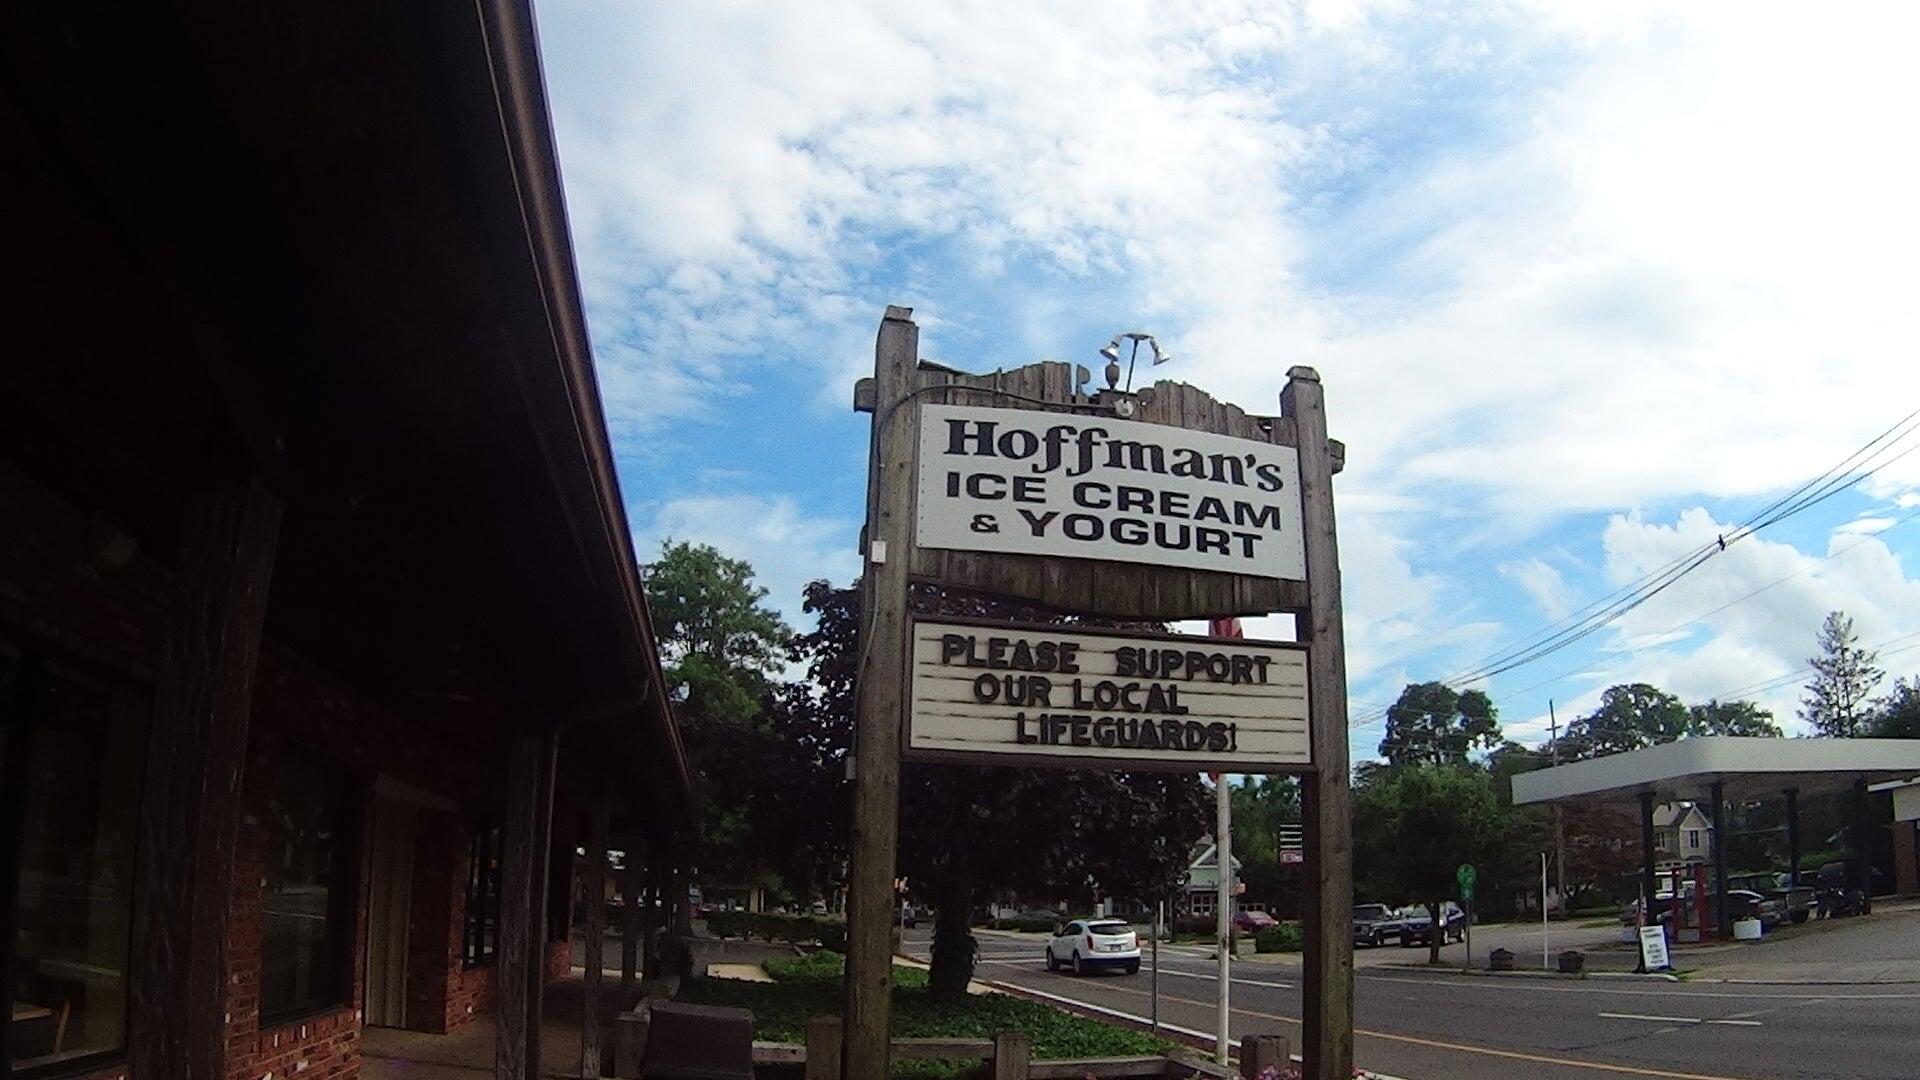 Hoffman's
ICE CREAM
& YOGURT
PLEASE SUPPORT
OUR LOCAL
LIFEGUARDS!